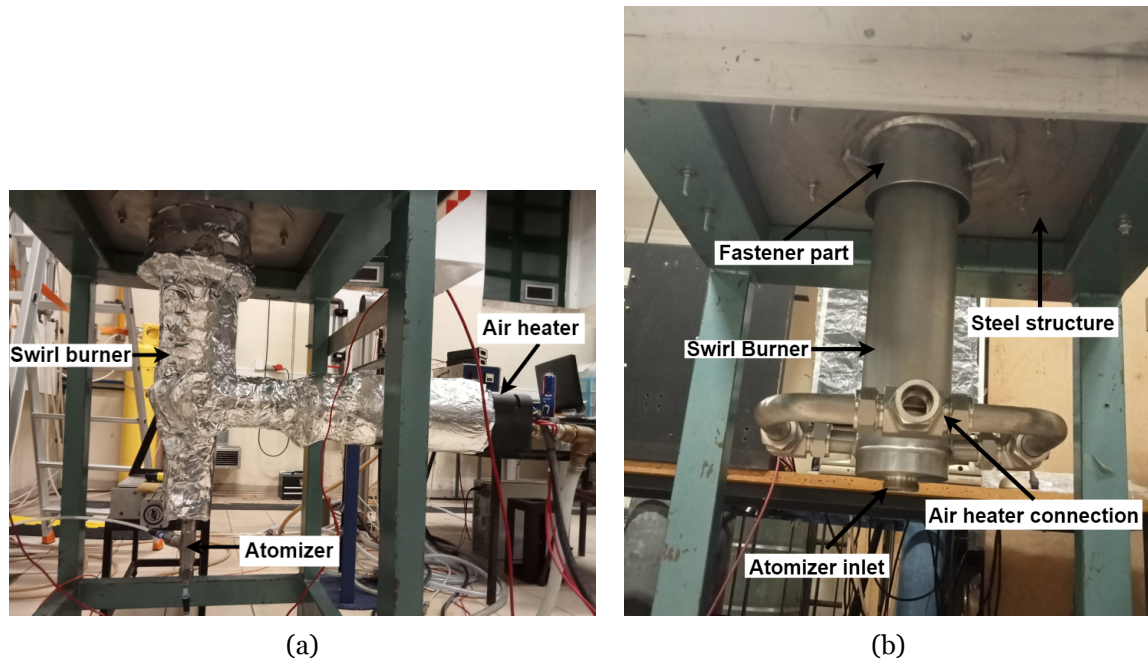 Swirl burner
Air heater
Atomizer
(a)
Fastener part
Steel structure
Swirl Burner
Air heater connection
Atomizer inlet
(b)